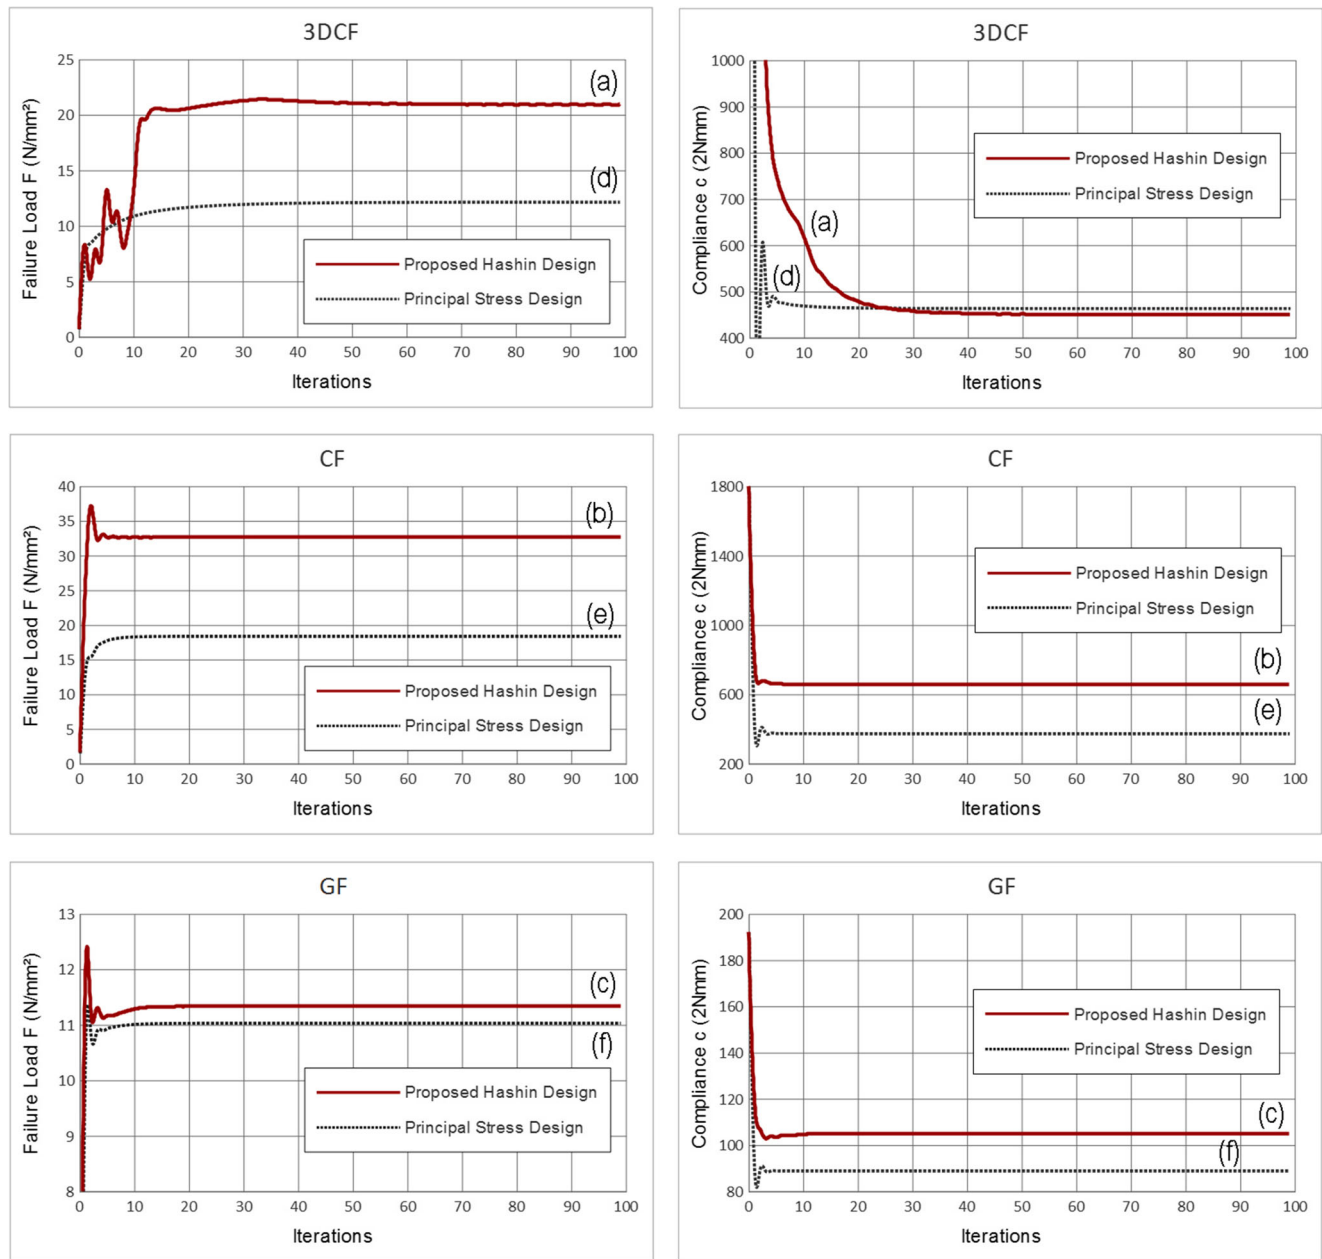 3DCF
Failure Load F (N/mm²)
25
20
15
10
5
0
(a)
(d)
Proposed Hashin Design
Principal Stress Design
0 10 20 30 40 50 60 70 80 90 100
Iterations
3DCF
Compliance c (2Nmm)
1000
900
800
700
600
500
400
(a)
(d)
Proposed Hashin Design
Principal Stress Design
0 10 20 30 40 50 60 70 80 90 100
Iterations
CF
Failure Load F (N/mm²)
40
35
30
25
20
15
10
5
0
(b)
(e)
Proposed Hashin Design
Principal Stress Design
0 10 20 30 40 50 60 70 80 90 100
Iterations
CF
Compliance c (2Nmm)
1800
1400
1000
600
200
Proposed Hashin Design
Principal Stress Design
(b)
(e)
0 10 20 30 40 50 60 70 80 90 100
Iterations
GF
Failure Load F (N/mm²)
13
12
11
10
9
8
(c)
(f)
Proposed Hashin Design
Principal Stress Design
0 10 20 30 40 50 60 70 80 90 100
Iterations
GF
Compliance c (2Nmm)
200
180
160
140
120
100
80
Proposed Hashin Design
Principal Stress Design
(c)
(f)
0 10 20 30 40 50 60 70 80 90 100
Iterations